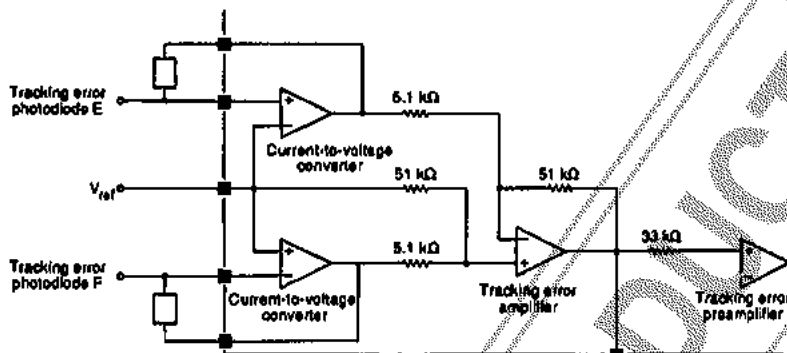 Tracking error
photodiode E
5.1 kΩ
Current-to-voltage
converter
Vref
51 kΩ
51 kΩ
5.1 kΩ
33 kΩ
Tracking error
photodiode F
Current-to-voltage
converter
Tracking error
amplifier
Tracking error
preamplifier